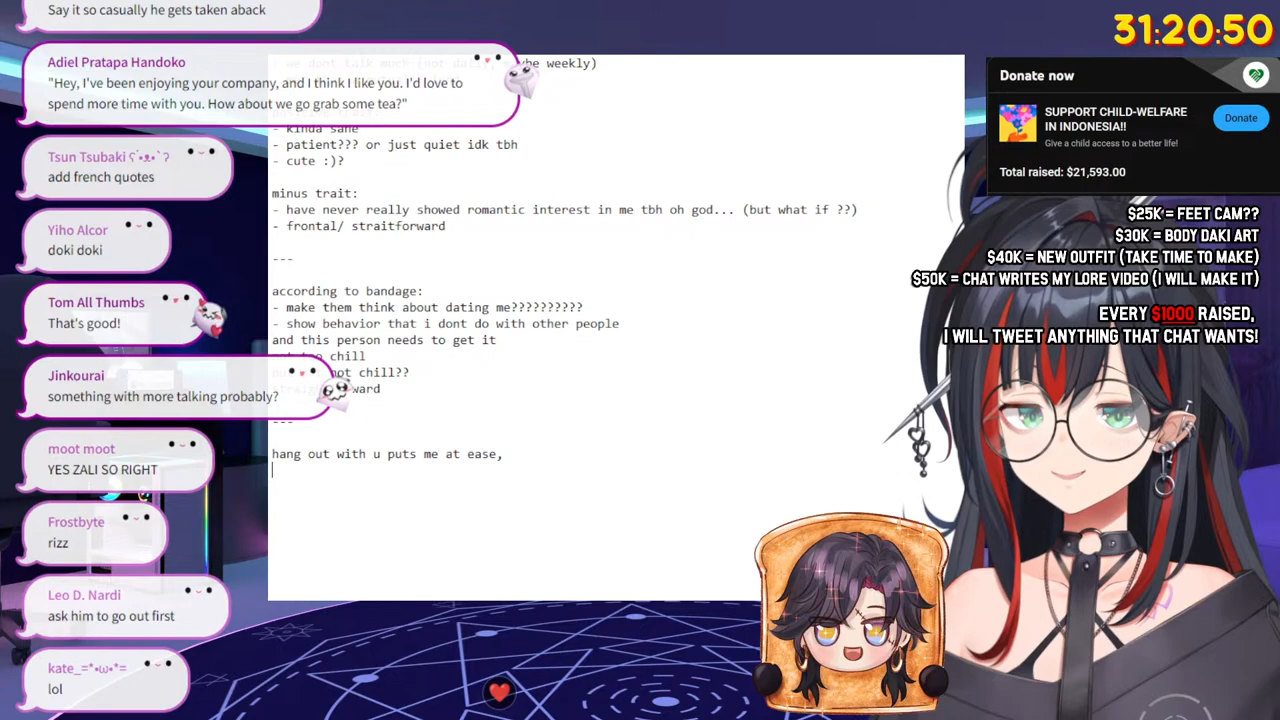 Say it so casually he gets taken aback
Adiel Pratapa Handoko
"Hey, I've been enjoying your company, and I think I like you. I'd love to
spend more time with you. How about we go grab some tea?"
Tsun Tsubaki ʕ´•ᴥ•`ʔ
add french quotes
Yiho Alcor
doki doki
Tom All Thumbs
That's good!
Jinkourai
something with more talking probably?
moot moot
YES ZALI SO RIGHT
Frostbyte
rizz
Leo D. Nardi
ask him to go out first
kate_=*•ω•*=
lol
we dont talk much (not daily, maybe weekly)
- kinda sane
- patient??? or just quiet idk tbh
- cute :)?
minus trait:
- have never really showed romantic interest in me tbh oh god... (but what if ??)
- frontal/ straitforward
---
according to bandage:
- make them think about dating me??????????
- show behavior that i dont do with other people
and this person needs to get it
chill
not chill??
---
hang out with u puts me at ease,
31:20:50
Donate now
SUPPORT CHILD-WELFARE
IN INDONESIA!!
Give a child access to a better life!
Donate
Total raised: $21,593.00
$25K = FEET CAM??
$30K = BODY DAKI ART
$40K = NEW OUTFIT (TAKE TIME TO MAKE)
$50K = CHAT WRITES MY LORE VIDEO (I WILL MAKE IT)
EVERY $1000 RAISED,
I WILL TWEET ANYTHING THAT CHAT WANTS!